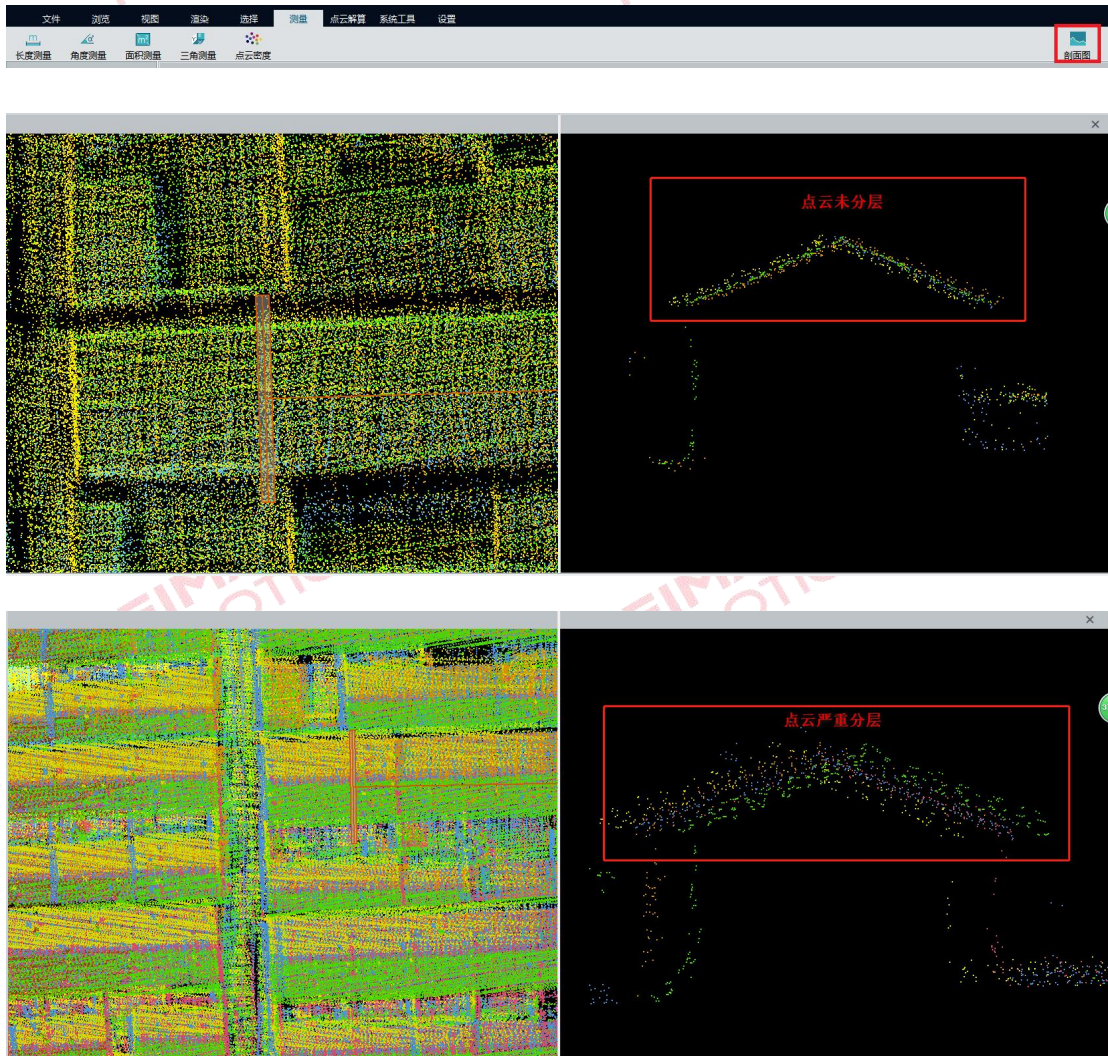 文件 浏览 视图 渲染 选择 测量 点云解算 系统工具 设置
长度测量 角度测量 面积测量 三角测量 点云密度 剖面图
点云未分层
点云严重分层